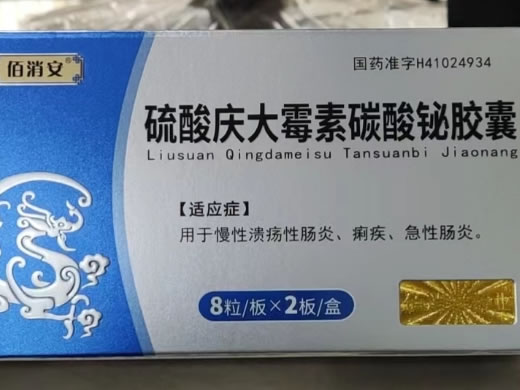 佰消安®
国药准字H41024934
硫酸庆大霉素碳酸铋胶囊
Liusuan Qingdameisu Tansuanbi Jiaonang
【适应症】
用于慢性溃疡性肠炎、痢疾、急性肠炎。
8粒/板×2板/盒